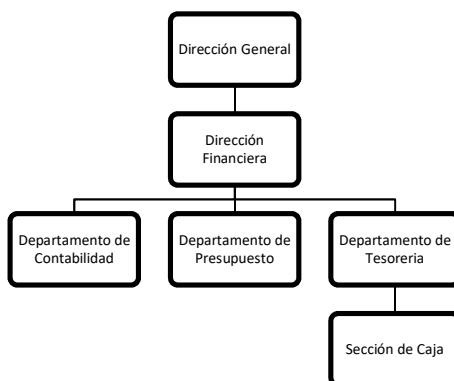 Dirección General
Dirección
Financiera
Departamento de
Contabilidad
Departamento de
Presupuesto
Departamento de
Tesoreria
Sección de Caja